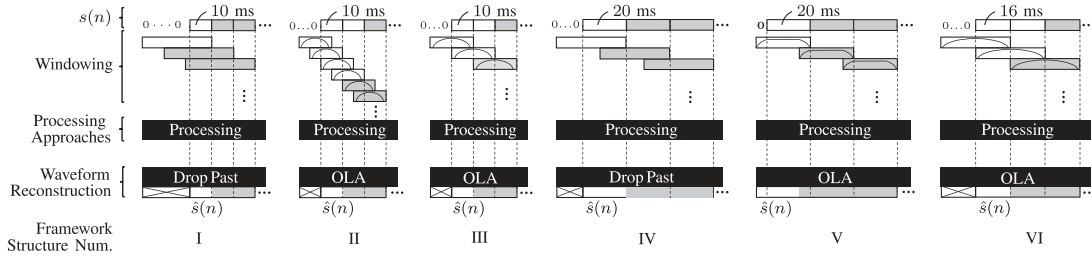 s(n) 0 · · · 0 10 ms ··· 0...0 10 ms ··· 0...0 10 ms ··· 0...0 20 ms ··· 0 20 ms ··· 0...0 16 ms ···
Windowing
Processing Approaches
Processing Processing Processing Processing Processing Processing
Waveform Reconstruction
Drop Past OLA OLA Drop Past OLA OLA
ŝ(n) ŝ(n) ŝ(n) ŝ(n) ŝ(n) ŝ(n)
Framework
Structure Num. I II III IV V VI